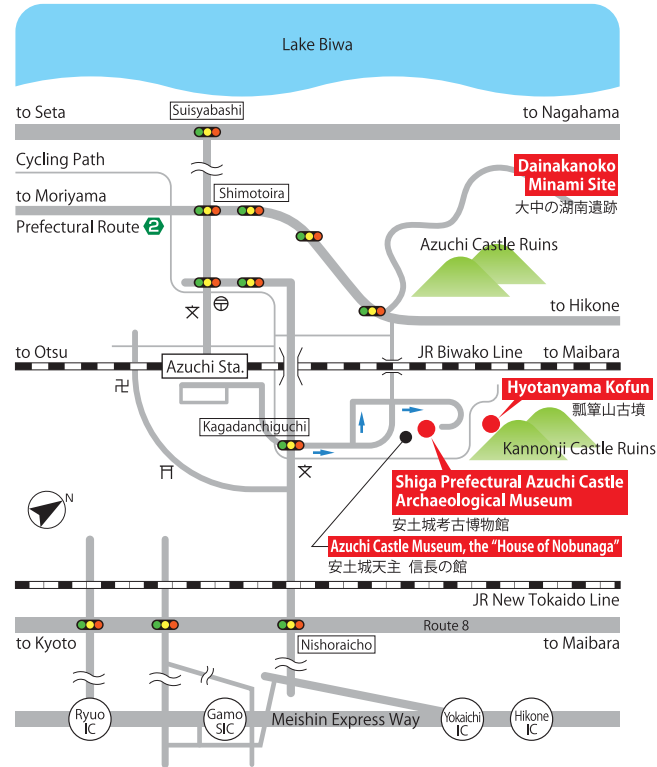 Lake Biwa
Suisyabashi
to Seta
to Nagahama
Cycling Path
Dainakanoko
Minami Site
大中の湖南遺跡
to Moriyama
Shimotoira
Prefectural Route 2
Azuchi Castle Ruins
文
〒
to Hikone
to Otsu
Azuchi Sta.
JR Biwako Line
to Maibara
卍
Hyotanyama Kofun
瓢箪山古墳
Kagadanchiguchi
Kannonji Castle Ruins
文
Shiga Prefectural Azuchi Castle
Archaeological Museum
安土城考古博物館
N
Azuchi Castle Museum, the “House of Nobunaga”
安土城天主 信長の館
JR New Tokaido Line
Route 8
to Kyoto
Nishoraicho
to Maibara
Ryuo
IC
Gamo
SIC
Meishin Express Way
Yokaichi
IC
Hikone
IC